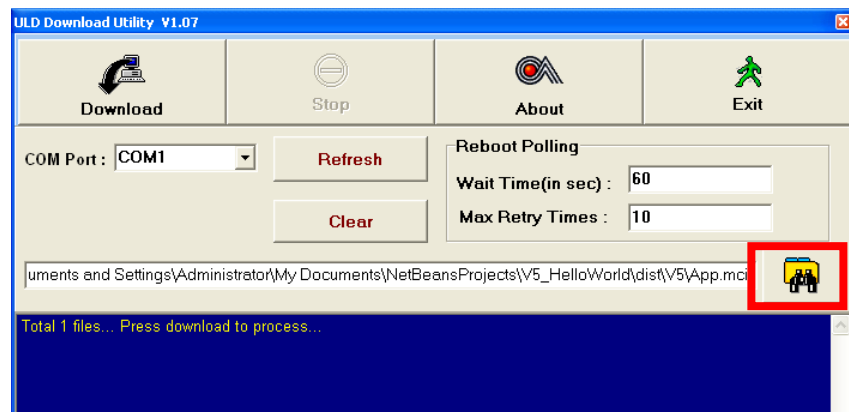 ULD Download Utility V1.07
Download
Stop
About
Exit
COM Port : COM1
Refresh
Clear
Reboot Polling
Wait Time(in sec) : 60
Max Retry Times : 10
uments and Settings\Administrator\My Documents\NetBeansProjects\V5_HelloWorld\dist\V5\App.mci
Total 1 files... Press download to process...